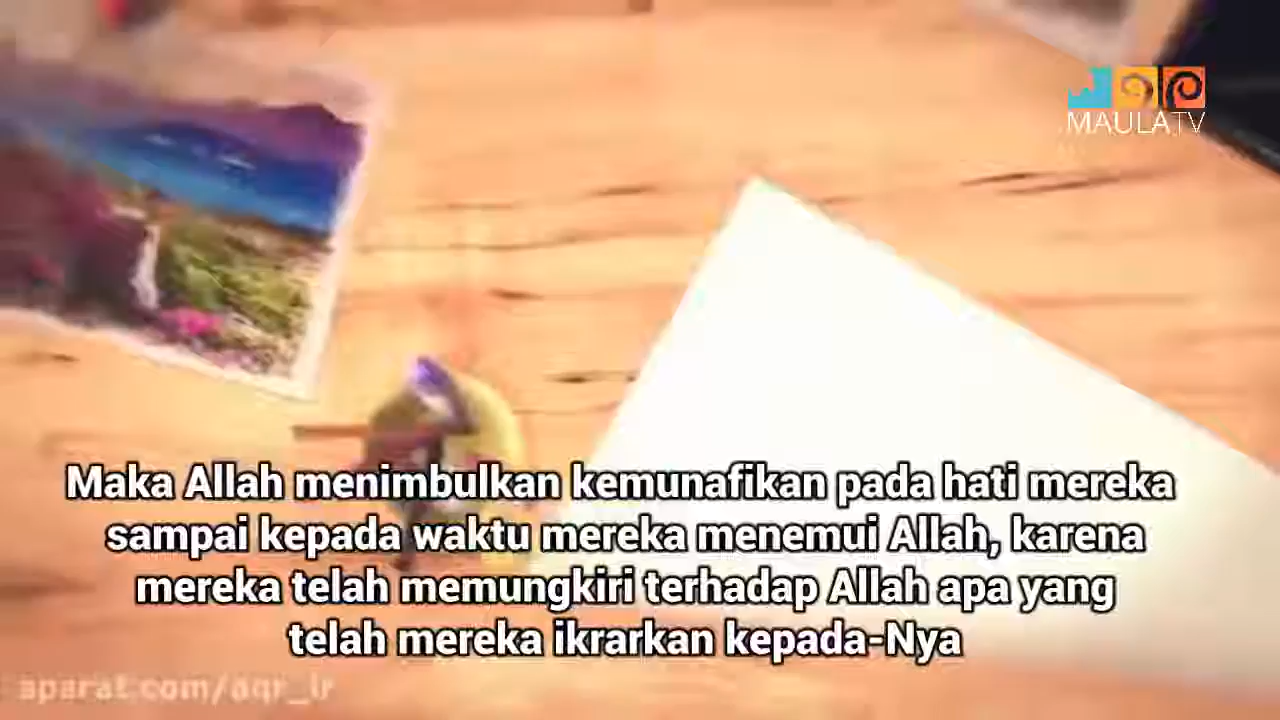 MAULA.TV
Maka Allah menimbulkan kemunafikan pada hati mereka
sampai kepada waktu mereka menemui Allah, karena
mereka telah memungkiri terhadap Allah apa yang
telah mereka ikrarkan kepada-Nya
aparat.com/aqr_ir